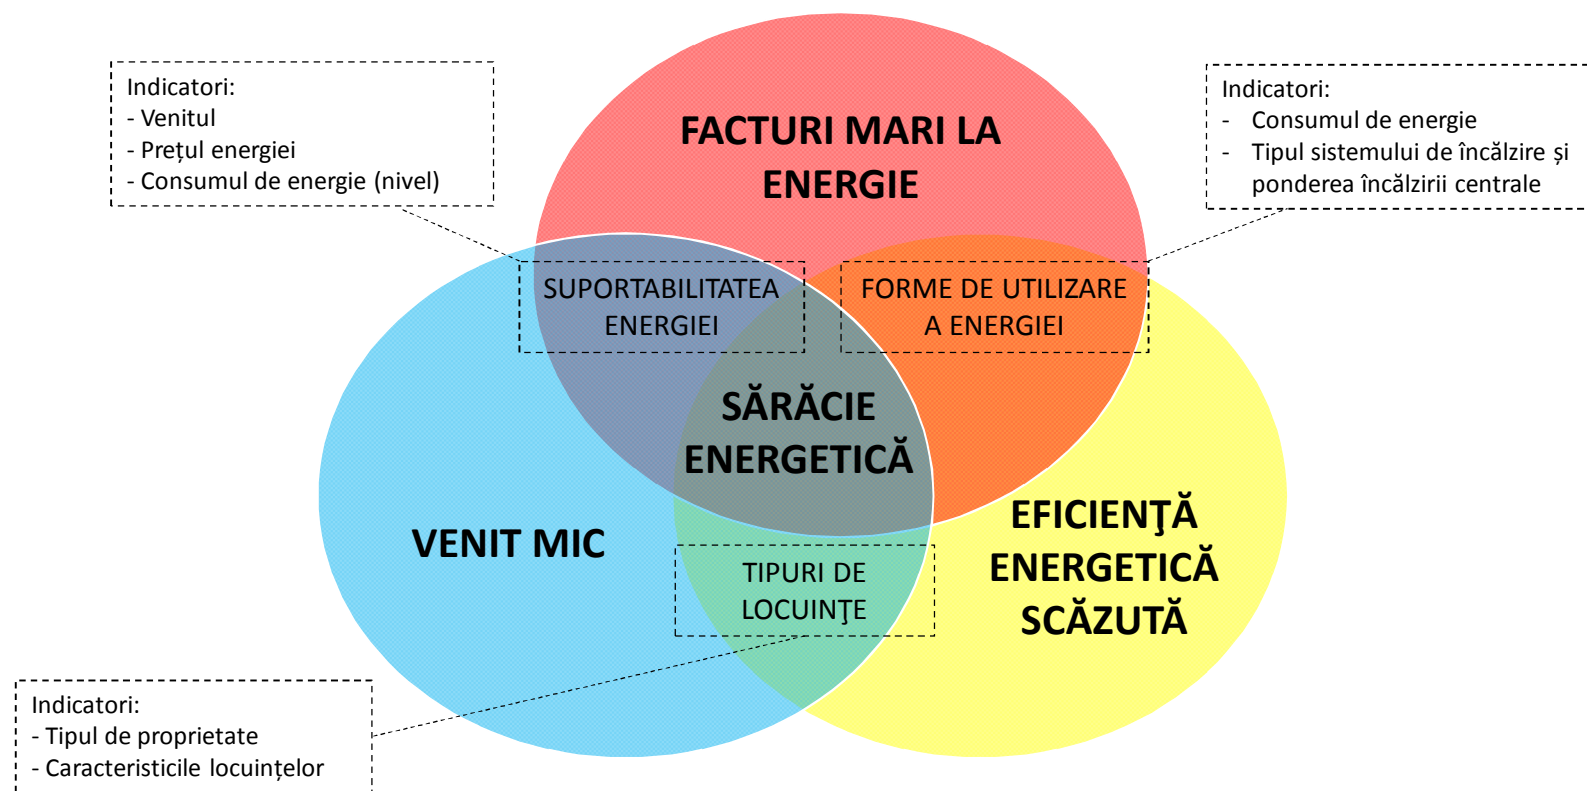 Indicatori:
- Venitul
- Prețul energiei
- Consumul de energie (nivel)
FACTURI MARI LA
ENERGIE
Indicatori:
- Consumul de energie
- Tipul sistemului de încălzire și
ponderea încălzirii centrale
SUPORTABILITATEA
ENERGIEI
FORME DE UTILIZARE
A ENERGIEI
SĂRĂCIE
ENERGETICĂ
VENIT MIC
EFICIENŢĂ
ENERGETICĂ
SCĂZUTĂ
TIPURI DE
LOCUINŢE
Indicatori:
- Tipul de proprietate
- Caracteristicile locuințelor